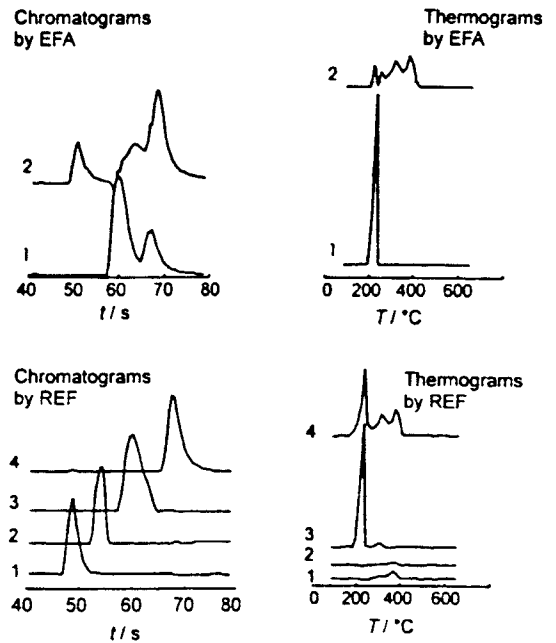 Chromatograms
by EFA
2
1
40 50 60 70 80
t / s
Thermograms
by EFA
2
1
0 200 400 600
T / °C
Chromatograms
by REF
4
3
2
1
40 50 60 70 80
t / s
Thermograms
by REF
4
3
2
1
0 200 400 600
T / °C